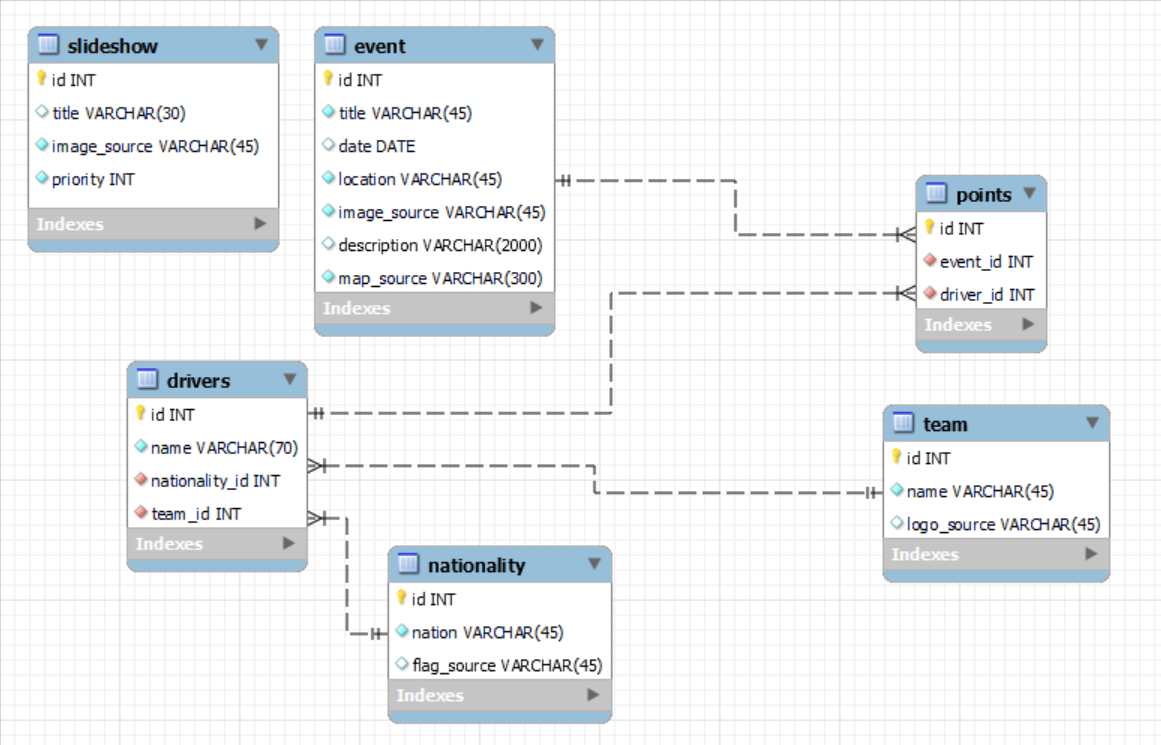 slideshow
id INT
title VARCHAR(30)
image_source VARCHAR(45)
priority INT
Indexes
event
id INT
title VARCHAR(45)
date DATE
location VARCHAR(45)
image_source VARCHAR(45)
description VARCHAR(2000)
map_source VARCHAR(300)
Indexes
points
id INT
event_id INT
driver_id INT
Indexes
drivers
id INT
name VARCHAR(70)
nationality_id INT
team_id INT
Indexes
team
id INT
name VARCHAR(45)
logo_source VARCHAR(45)
Indexes
nationality
id INT
nation VARCHAR(45)
flag_source VARCHAR(45)
Indexes